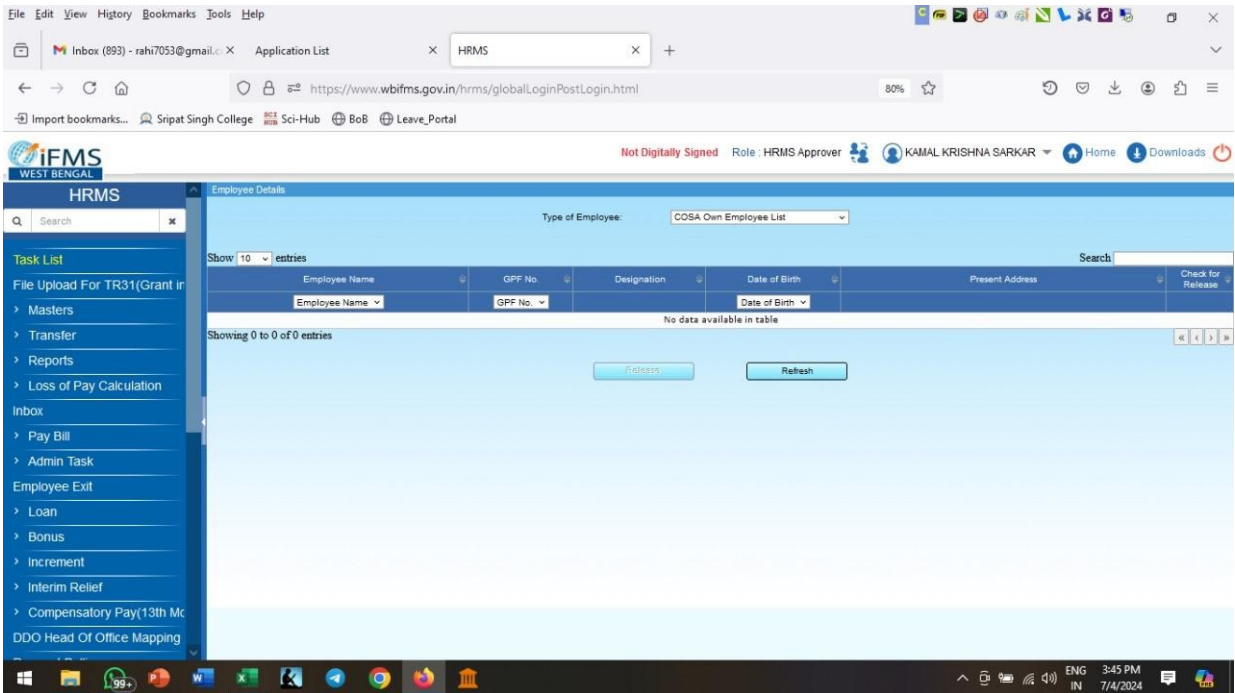 File Edit View History Bookmarks Tools Help
Inbox (893) - rahi7053@gmail.c
Application List
HRMS
https://www.wbifms.gov.in/hrms/globalLoginPostLogin.html
80%
Import bookmarks... Sripat Singh College Sci-Hub BoB Leave_Portal
iFMS
WEST BENGAL
Not Digitally Signed Role : HRMS Approver KAMAL KRISHNA SARKAR Home Downloads
HRMS
Search
Task List
File Upload For TR31(Grant in
Masters
Transfer
Reports
Loss of Pay Calculation
Inbox
Pay Bill
Admin Task
Employee Exit
Loan
Bonus
Increment
Interim Relief
Compensatory Pay(13th Mo
DDO Head Of Office Mapping
Employee Details
Type of Employee: COSA Own Employee List
Show 10 entries Search
Employee Name GPF No. Designation Date of Birth Present Address Check for Release
Employee Name GPF No. Date of Birth
No data available in table
Showing 0 to 0 of 0 entries
Release Refresh
99+
ENG 3:45 PM
IN 7/4/2024